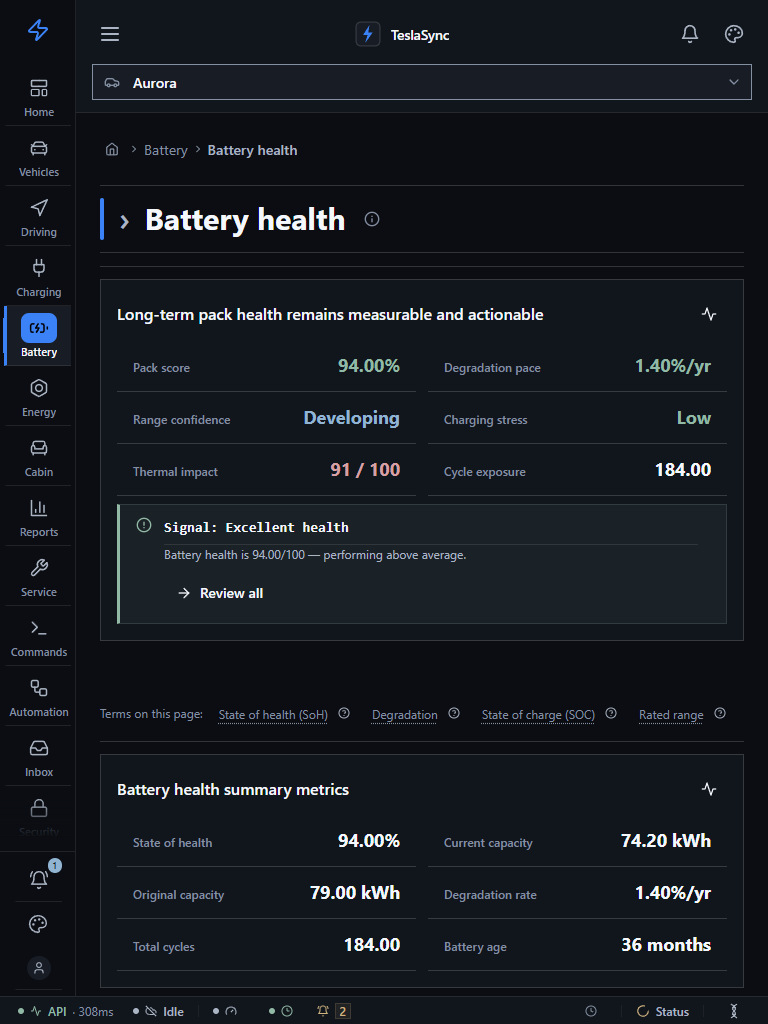 TeslaSync
Aurora
Home
Vehicles
Driving
Charging
Battery
Energy
Cabin
Reports
Service
Commands
Automation
Inbox
Security
1
Battery
Battery health
Battery health
Long-term pack health remains measurable and actionable
Pack score 94.00%
Degradation pace 1.40%/yr
Range confidence Developing
Charging stress Low
Thermal impact 91 / 100
Cycle exposure 184.00
Signal: Excellent health
Battery health is 94.00/100 — performing above average.
Review all
Terms on this page: State of health (SoH) Degradation State of charge (SOC) Rated range
Battery health summary metrics
State of health 94.00%
Current capacity 74.20 kWh
Original capacity 79.00 kWh
Degradation rate 1.40%/yr
Total cycles 184.00
Battery age 36 months
API · 308ms Idle 2 Status